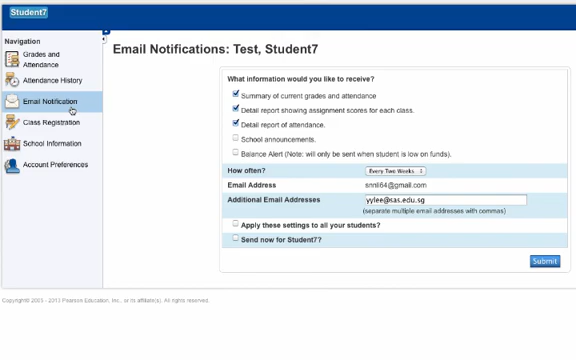 Student7
Navigation
Grades and
Attendance
Attendance History
Email Notification
Class Registration
School Information
Account Preferences
Email Notifications: Test, Student7
What information would you like to receive?
Summary of current grades and attendance
Detail report showing assignment scores for each class.
Detail report of attendance.
School announcements.
Balance Alert (Note: will only be sent when student is low on funds).
How often? Every Two Weeks
Email Address snnli64@gmail.com
Additional Email Addresses yylee@sas.edu.sg
(separate multiple email addresses with commas)
Apply these settings to all your students?
Send now for Student7?
Submit
Copyright© 2005 - 2013 Pearson Education, Inc., or its affiliate(s). All rights reserved.